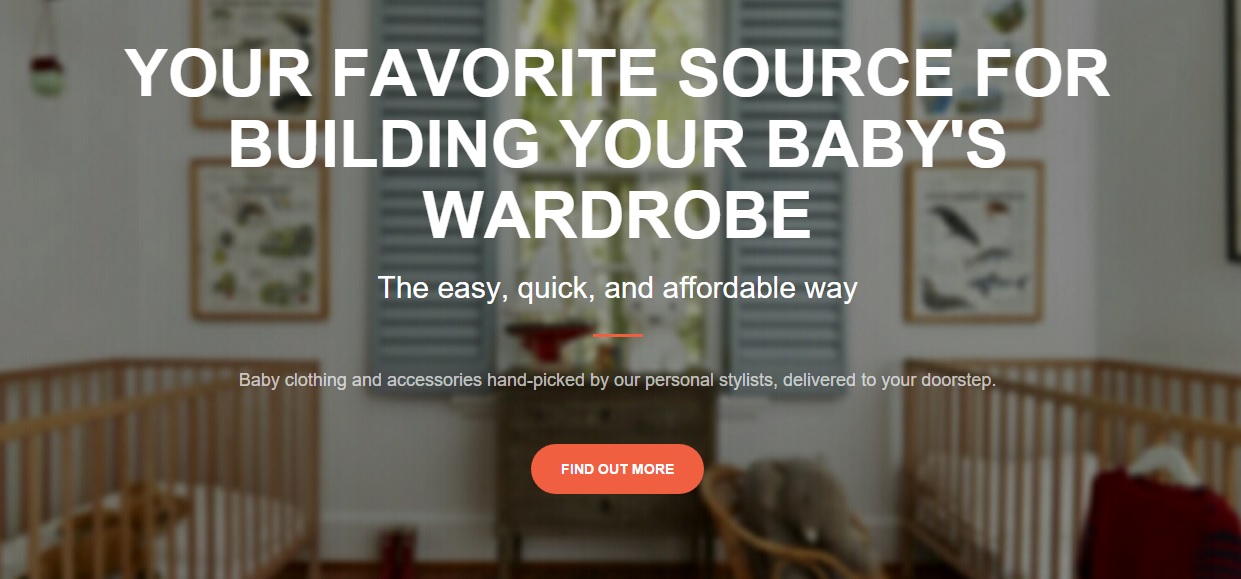 YOUR FAVORITE SOURCE FOR
BUILDING YOUR BABY'S
WARDROBE
The easy, quick, and affordable way
Baby clothing and accessories hand-picked by our personal stylists, delivered to your doorstep.
FIND OUT MORE